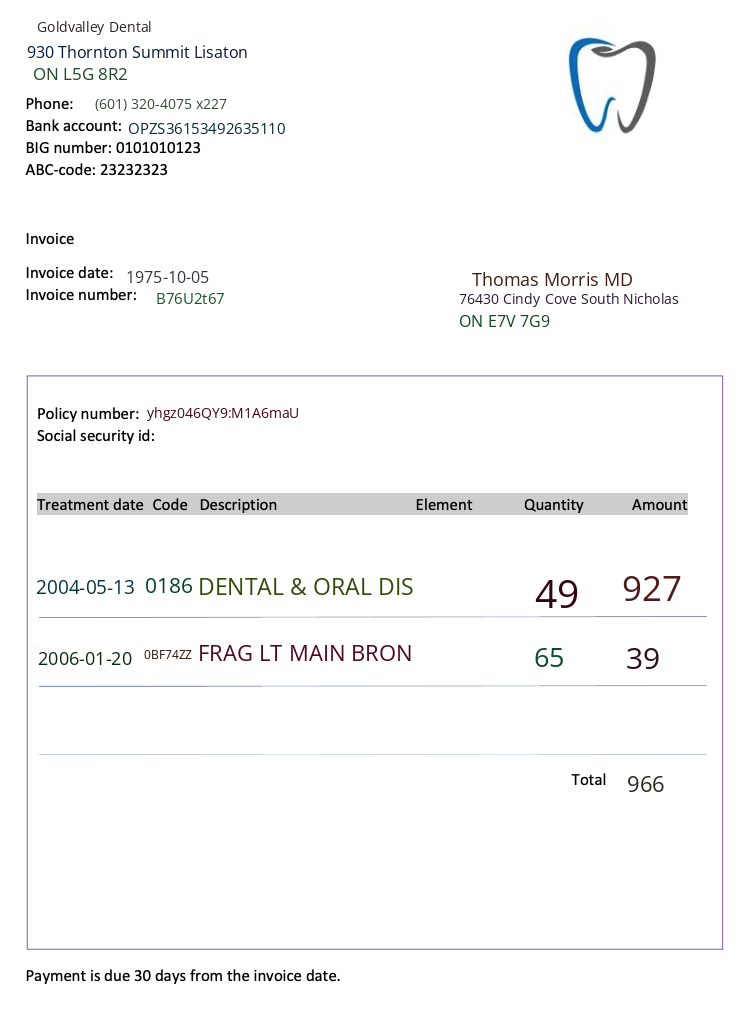 Goldvalley Dental
930 Thornton Summit Lisaton
ON L5G 8R2
Phone: (601) 320-4075 x227
Bank account: OPZS36153492635110
BIG number: 0101010123
ABC-code: 23232323
Invoice
Invoice date: 1975-10-05
Invoice number: B76U2t67
Thomas Morris MD
76430 Cindy Cove South Nicholas
ON E7V 7G9
Policy number: yhgz046QY9:M1A6maU
Social security id:
Treatment date Code Description Element Quantity Amount
2004-05-13 0186 DENTAL & ORAL DIS 49 927
2006-01-20 0BF74ZZ FRAG LT MAIN BRON 65 39
Total 966
Payment is due 30 days from the invoice date.